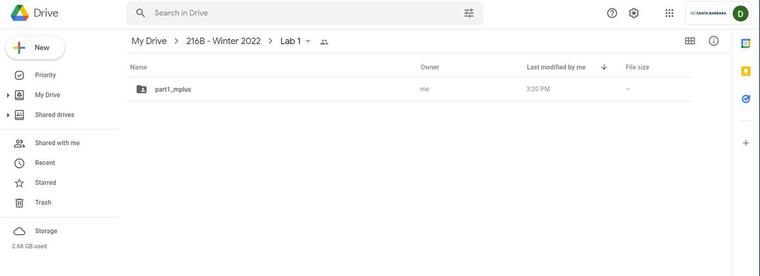 Drive
Search in Drive
UC SANTA BARBARA
D
New
My Drive > 216B - Winter 2022 > Lab 1
Name Owner Last modified by me File size
part1_mplus me 3:20 PM —
Priority
My Drive
Shared drives
Shared with me
Recent
Starred
Trash
Storage
2.68 GB used